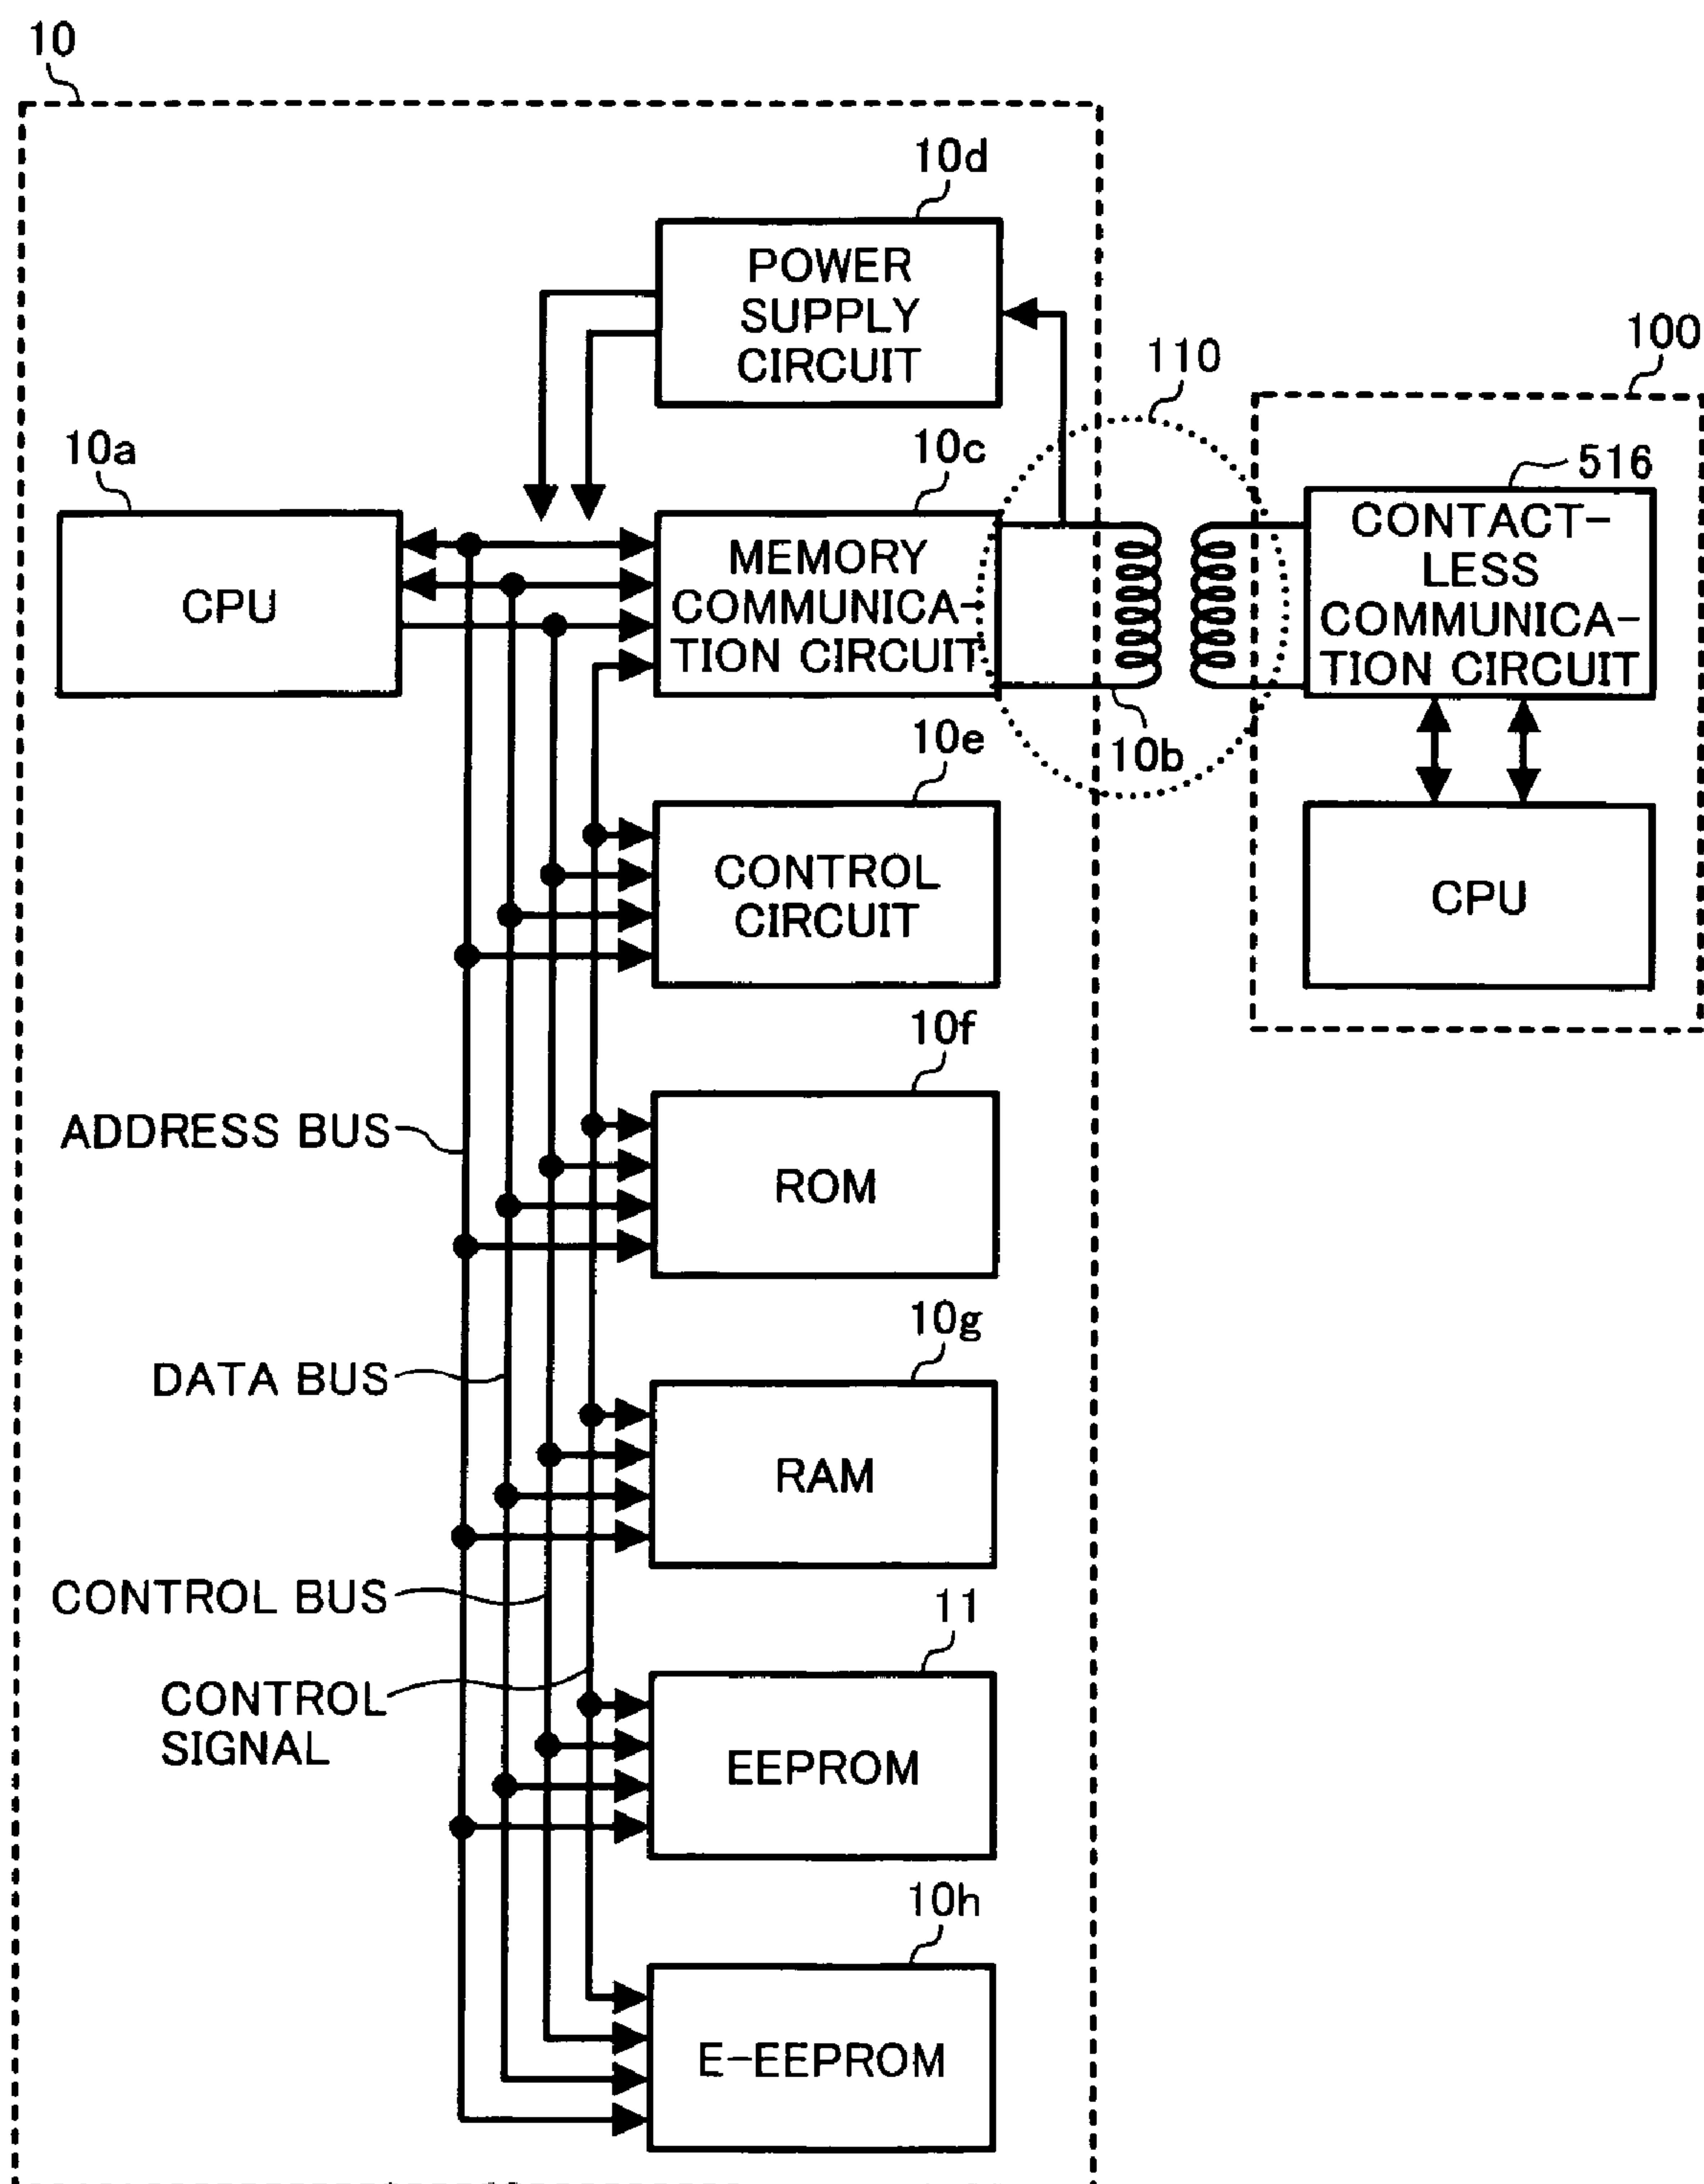 10
10d
POWER
SUPPLY
CIRCUIT
110
100
10a
10c
516
CPU
MEMORY
COMMUNICA-
TION CIRCUIT
CONTACT-
LESS
COMMUNICA-
TION CIRCUIT
10b
10e
CONTROL
CIRCUIT
CPU
10f
ADDRESS BUS
ROM
10g
DATA BUS
RAM
CONTROL BUS
11
CONTROL
SIGNAL
EEPROM
10h
E-EEPROM